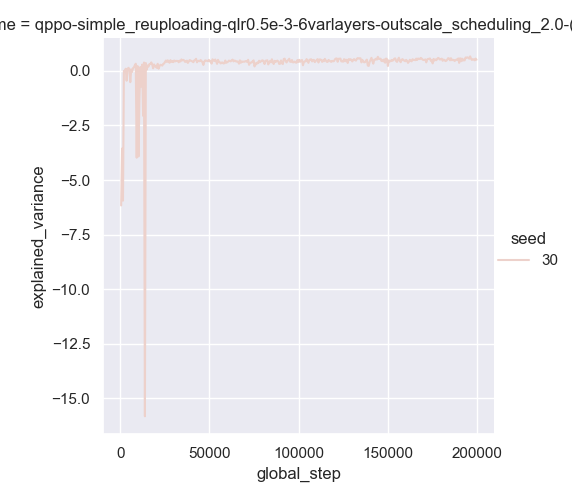 me = qppo-simple_reuploading-qlr0.5e-3-6varlayers-outscale_scheduling_2.0-(
0.0
−2.5
−5.0
−7.5
−10.0
−12.5
−15.0
explained_variance
0 50000 100000 150000 200000
global_step
seed
30